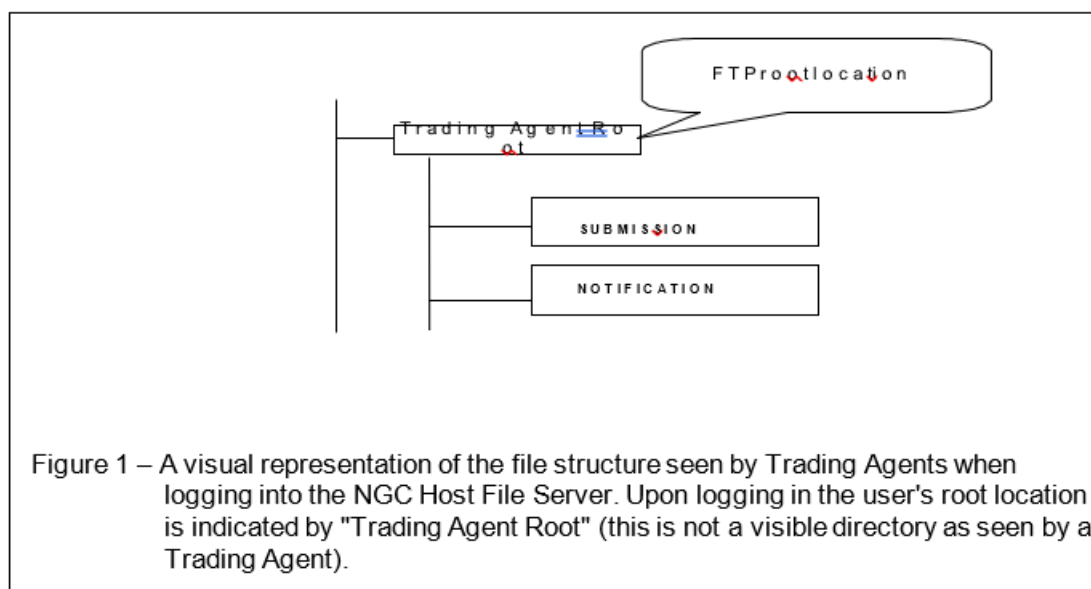 FTProotlocation
Trading Agent Ro
ot
SUBMISSION
NOTIFICATION
Figure 1 – A visual representation of the file structure seen by Trading Agents when
logging into the NGC Host File Server. Upon logging in the user's root location
is indicated by "Trading Agent Root" (this is not a visible directory as seen by a
Trading Agent).